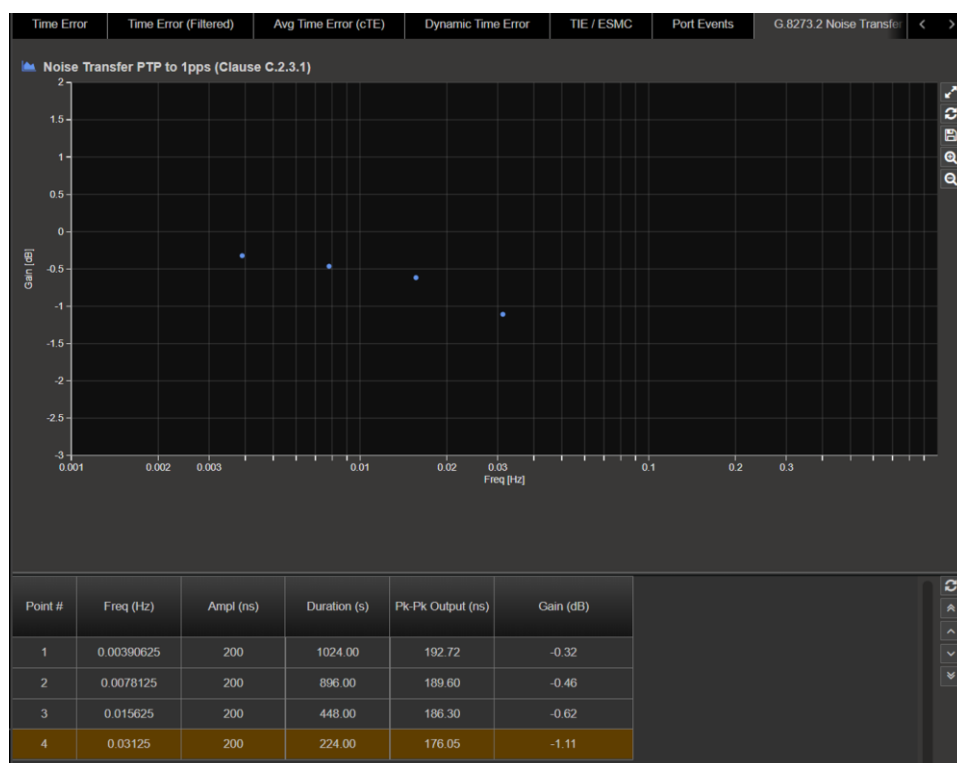 Time Error Time Error (Filtered) Avg Time Error (cTE) Dynamic Time Error TIE / ESMC Port Events G.8273.2 Noise Transfer
Noise Transfer PTP to 1pps (Clause C.2.3.1)
2
1.5
1
0.5
0
-0.5
-1
-1.5
-2
-2.5
-3
Gain [dB]
0.001 0.002 0.003 0.01 0.02 0.03 0.1 0.2 0.3
Freq [Hz]
Point # Freq (Hz) Ampl (ns) Duration (s) Pk-Pk Output (ns) Gain (dB)
1 0.00390625 200 1024.00 192.72 -0.32
2 0.0078125 200 896.00 189.60 -0.46
3 0.015625 200 448.00 186.30 -0.62
4 0.03125 200 224.00 176.05 -1.11